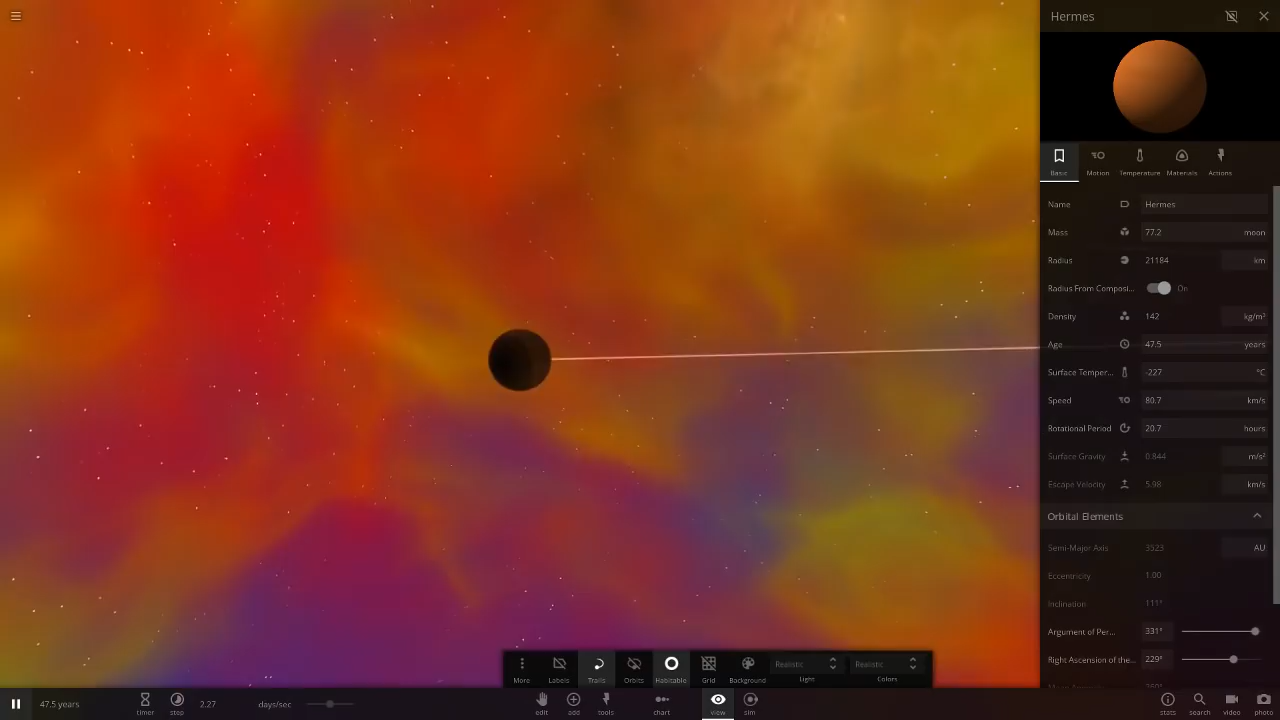 Hermes
Basic Motion Temperature Materials Actions
Name Hermes
Mass 77.2 moon
Radius 21184 km
Radius From Composi... On
Density 142 kg/m³
Age 47.5 years
Surface Temper... -227 °C
Speed 80.7 km/s
Rotational Period 20.7 hours
Surface Gravity 0.844 m/s²
Escape Velocity 5.98 km/s
Orbital Elements
Semi-Major Axis 3523 AU
Eccentricity 1.00
Inclination 111°
Argument of Per... 331°
Right Ascension of the... 229°
More Labels Trails Orbits Habitable Grid Background Realistic Light Realistic Colors
47.5 years timer step 2.27 days/sec edit add tools chart view sim stats search video photo